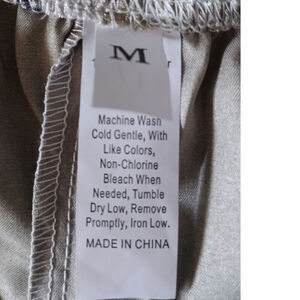 M
Machine Wash
Cold Gentle, With
Like Colors,
Non-Chlorine
Bleach When
Needed, Tumble
Dry Low, Remove
Promptly, Iron Low.
MADE IN CHINA